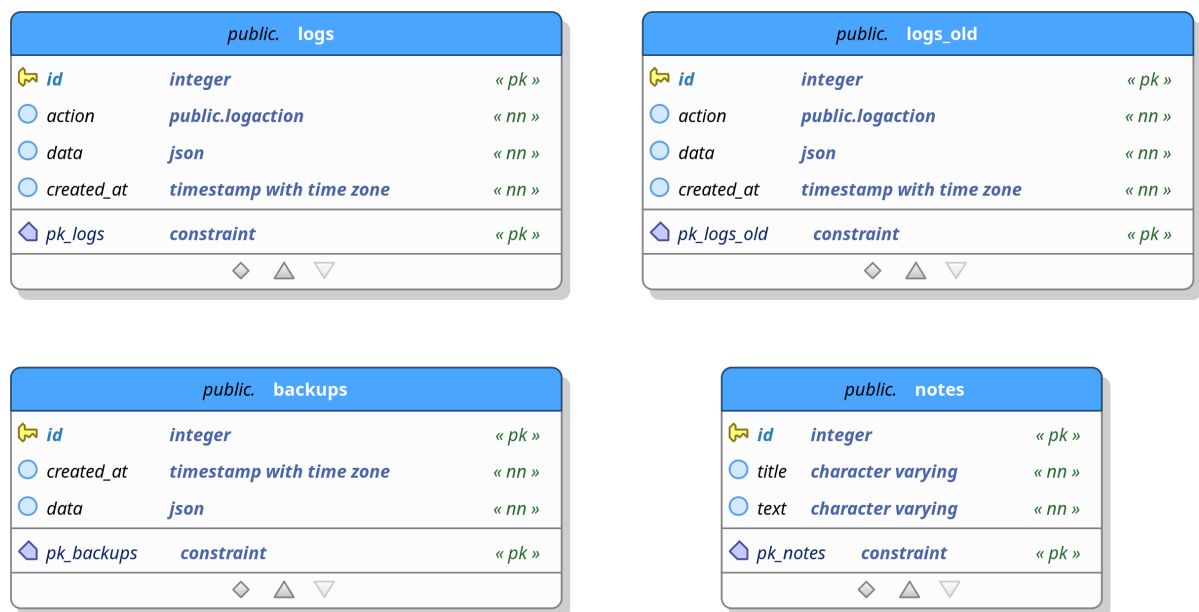 public. logs
id integer « pk »
action public.logaction « nn »
data json « nn »
created_at timestamp with time zone « nn »
pk_logs constraint « pk »
public. logs_old
id integer « pk »
action public.logaction « nn »
data json « nn »
created_at timestamp with time zone « nn »
pk_logs_old constraint « pk »
public. backups
id integer « pk »
created_at timestamp with time zone « nn »
data json « nn »
pk_backups constraint « pk »
public. notes
id integer « pk »
title character varying « nn »
text character varying « nn »
pk_notes constraint « pk »